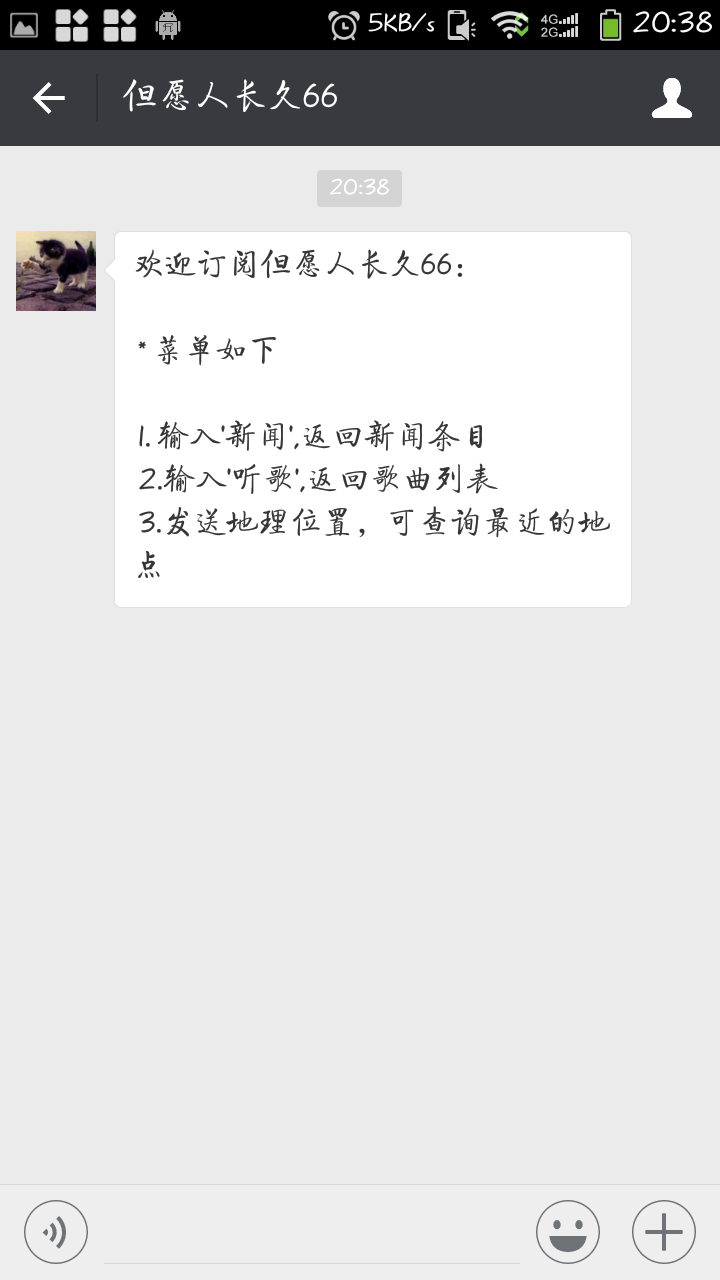 5KB/s 4G 2G 20:38
但愿人长久66
20:38
欢迎订阅但愿人长久66：
* 菜单如下
1.输入'新闻',返回新闻条目
2.输入'听歌',返回歌曲列表
3.发送地理位置，可查询最近的地
点